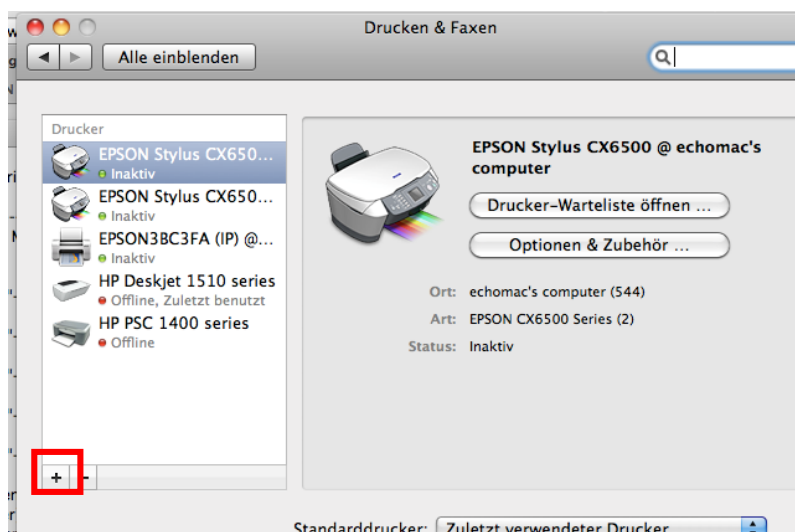 Drucken & Faxen
Alle einblenden
Drucker
EPSON Stylus CX650...
Inaktiv
EPSON Stylus CX650...
Inaktiv
EPSON3BC3FA (IP) @...
Inaktiv
HP Deskjet 1510 series
Offline, Zuletzt benutzt
HP PSC 1400 series
Offline
+ −
EPSON Stylus CX6500 @ echomac's
computer
Drucker-Warteliste öffnen ...
Optionen & Zubehör ...
Ort: echomac's computer (544)
Art: EPSON CX6500 Series (2)
Status: Inaktiv
Standarddrucker: Zuletzt verwendeter Drucker